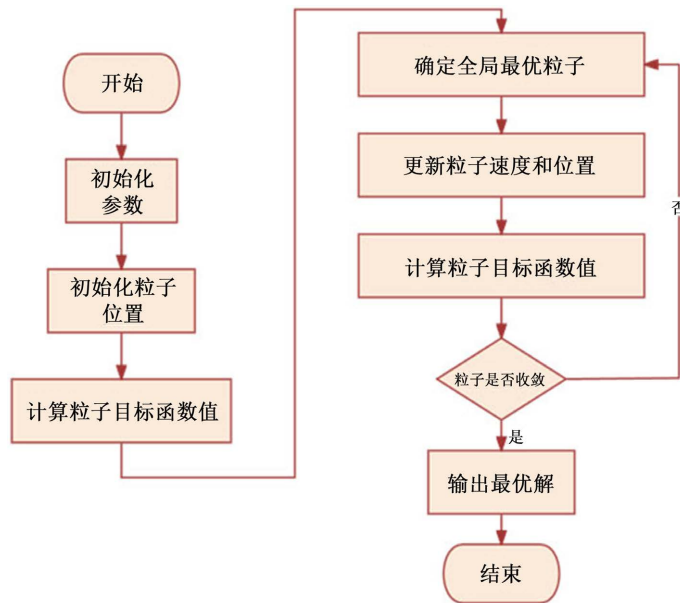 开始
初始化
参数
初始化粒子
位置
计算粒子目标函数值
确定全局最优粒子
更新粒子速度和位置
计算粒子目标函数值
粒子是否收敛
否
是
输出最优解
结束